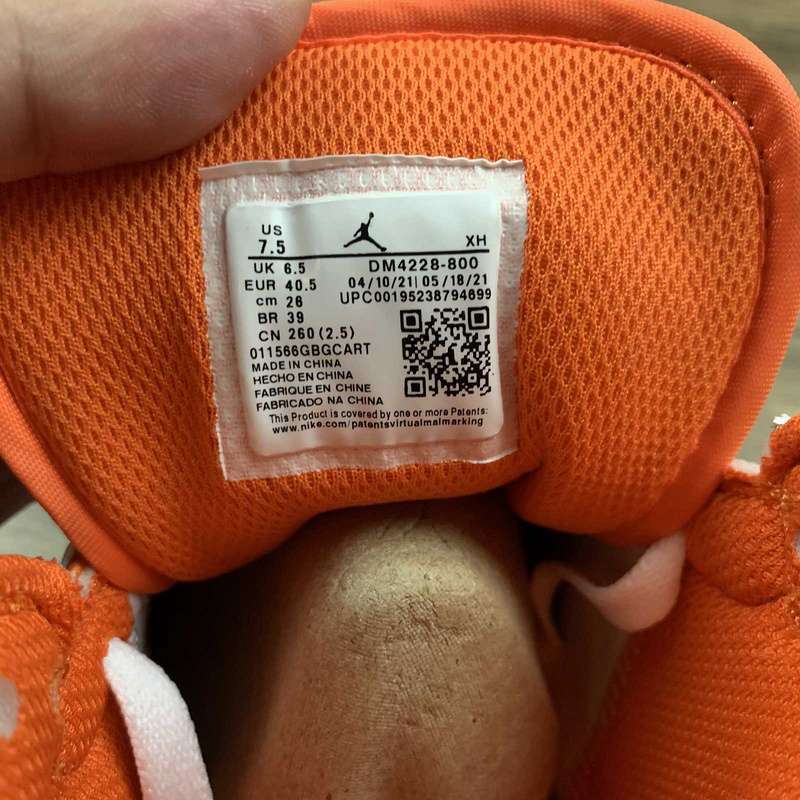 US
7.5 XH
UK 6.5 DM4228-800
EUR 40.5 04/10/21| 05/18/21
cm 26 UPC00195238794699
BR 39
CN 260 (2.5)
011566GBGCART
MADE IN CHINA
HECHO EN CHINA
FABRIQUE EN CHINE
FABRICADO NA CHINA
This Product is covered by one or more Patents:
www.nike.com/patentsvirtualmalmarking